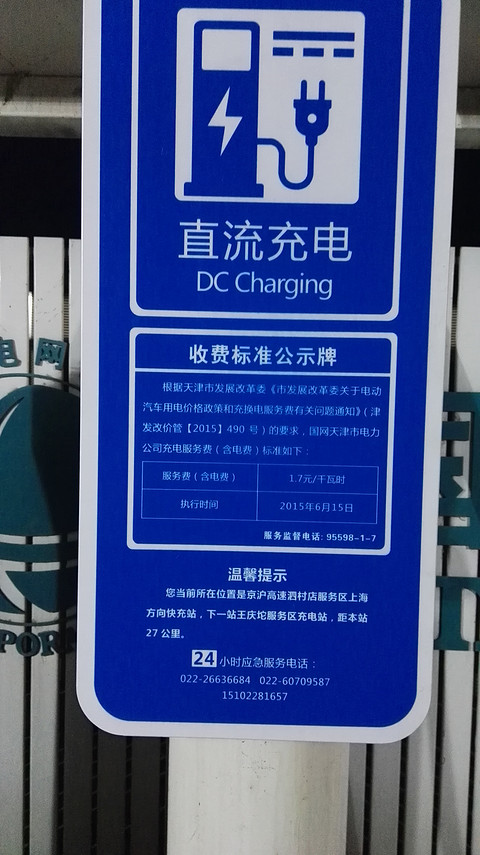 直流充电
DC Charging
收费标准公示牌
根据天津市发展改革委《市发展改革委关于电动
汽车用电价格政策和充换电服务费有关问题通知》（津
发改价管【2015】490 号）的要求，国网天津市电力
公司充电服务费（含电费）标准如下：
服务费（含电费） 1.7元/千瓦时
执行时间 2015年6月15日
服务监督电话: 95598-1-7
温馨提示
您当前所在位置是京沪高速泗村店服务区上海
方向快充站，下一站王庆坨服务区充电站，距本站
27 公里。
24小时应急服务电话：
022-26636684 022-60709587
15102281657
电网